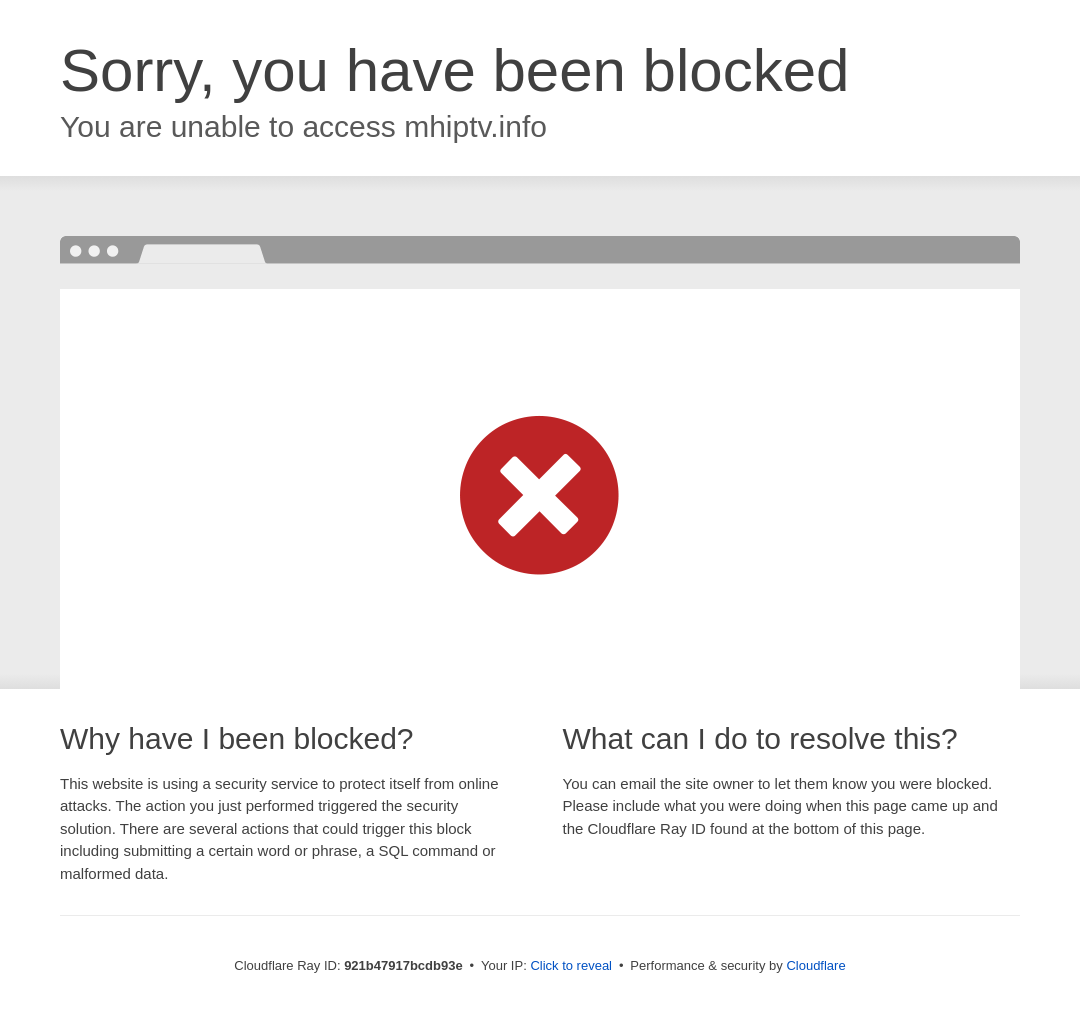 Sorry, you have been blocked
You are unable to access mhiptv.info
Why have I been blocked?
This website is using a security service to protect itself from online
attacks. The action you just performed triggered the security
solution. There are several actions that could trigger this block
including submitting a certain word or phrase, a SQL command or
malformed data.
What can I do to resolve this?
You can email the site owner to let them know you were blocked.
Please include what you were doing when this page came up and
the Cloudflare Ray ID found at the bottom of this page.
Cloudflare Ray ID: 921b47917bcdb93e • Your IP: Click to reveal • Performance & security by Cloudflare